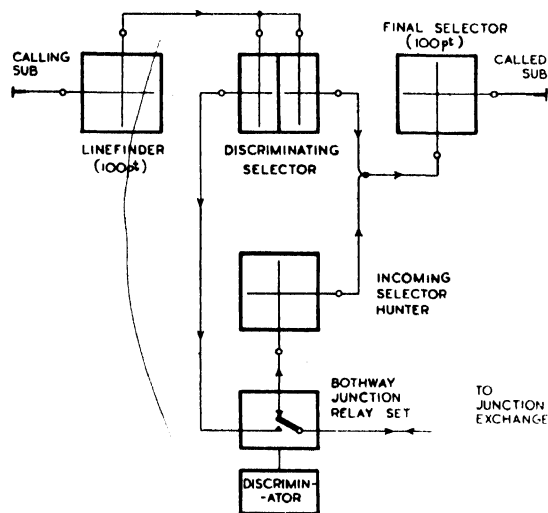 CALLING
SUB
LINEFINDER
(100pt)
DISCRIMINATING
SELECTOR
FINAL SELECTOR
(100pt)
CALLED
SUB
INCOMING
SELECTOR
HUNTER
BOTHWAY
JUNCTION
RELAY SET
TO
JUNCTION
EXCHANGE
DISCRIMIN-
-ATOR